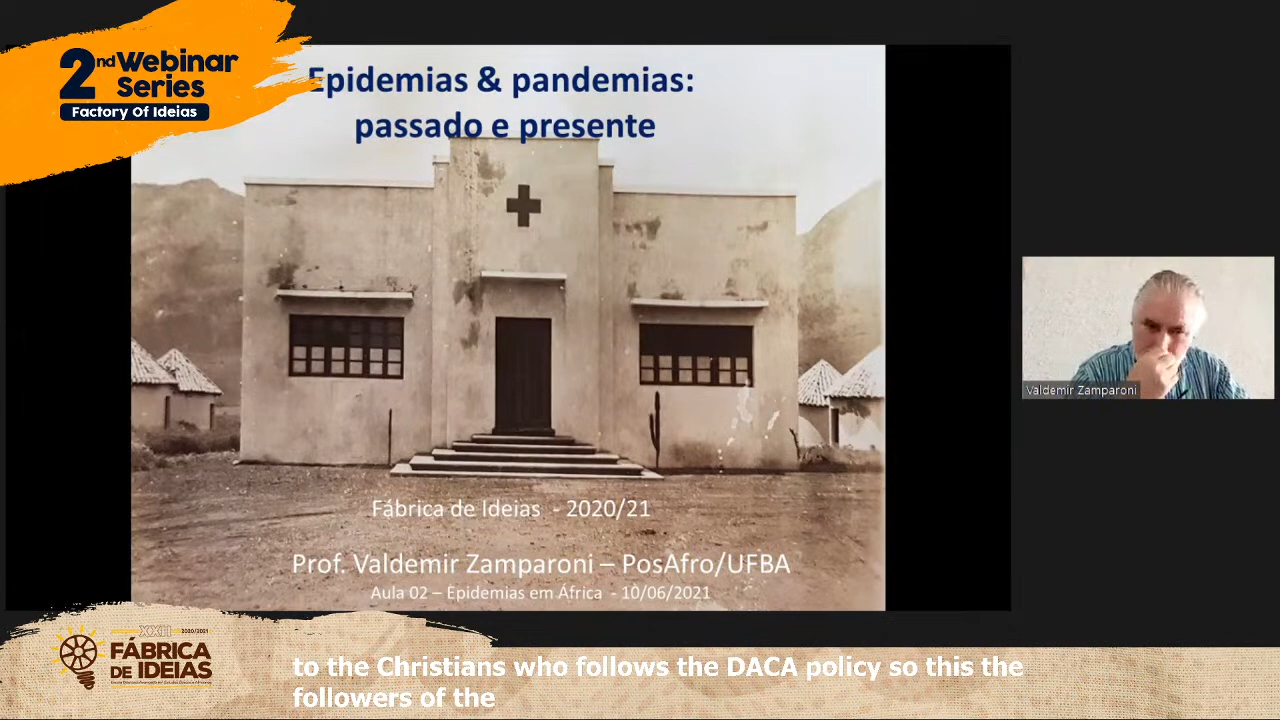 2nd Webinar
Series
Factory Of Ideias
Epidemias & pandemias:
passado e presente
Fábrica de Ideias - 2020/21
Prof. Valdemir Zamparoni – PosAfro/UFBA
Aula 02 – Epidemias em África - 10/06/2021
Valdemir Zamparoni
XXII 2020/2021
FÁBRICA
DE IDEIAS
to the Christians who follows the DACA policy so this the
followers of the